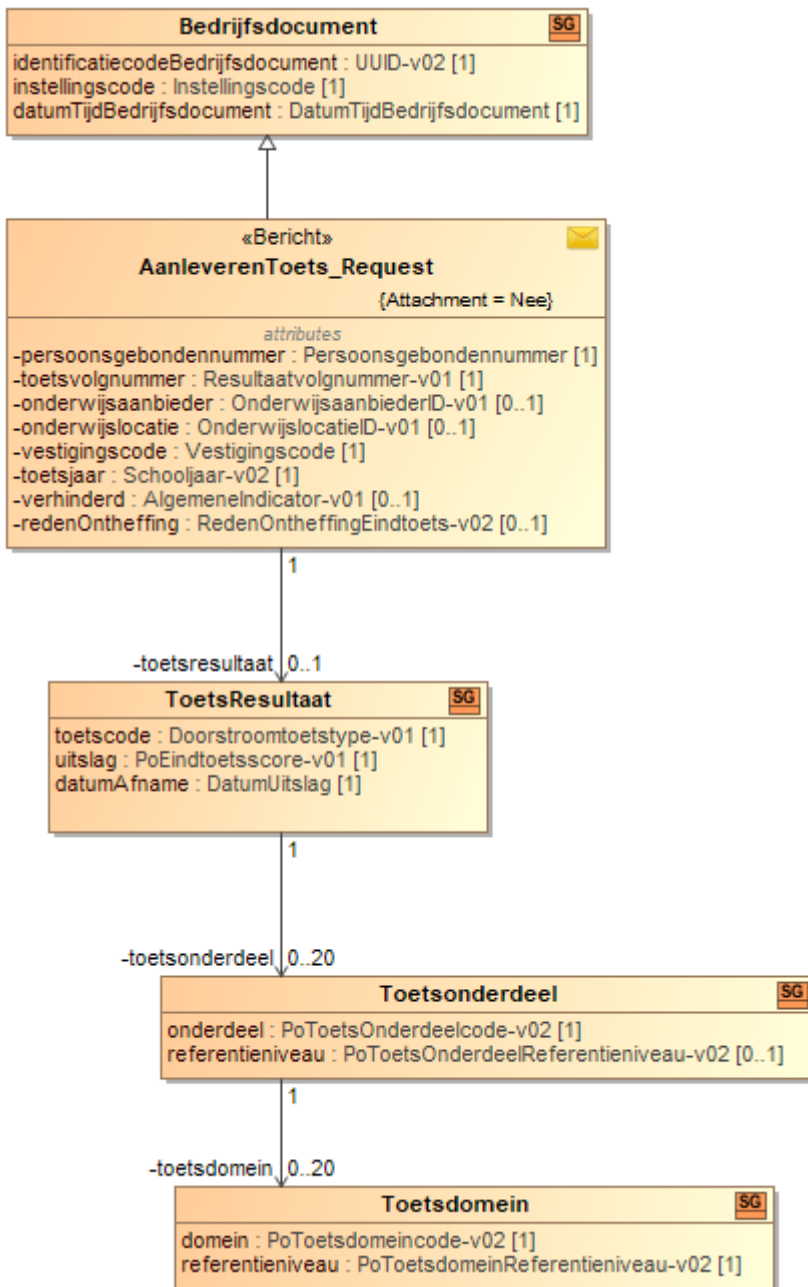 Bedrijfsdocument SG
identificatiecodeBedrijfsdocument : UUID-v02 [1]
instellingscode : Instellingscode [1]
datumTijdBedrijfsdocument : DatumTijdBedrijfsdocument [1]
«Bericht»
AanleverenToets_Request
{Attachment = Nee}
attributes
-persoonsgebondennummer : Persoonsgebondennummer [1]
-toetsvolgnummer : Resultaatvolgnummer-v01 [1]
-onderwijsaanbieder : OnderwijsaanbiederID-v01 [0..1]
-onderwijslocatie : OnderwijslocatieID-v01 [0..1]
-vestigingscode : Vestigingscode [1]
-toetsjaar : Schooljaar-v02 [1]
-verhinderd : AlgemeneIndicator-v01 [0..1]
-redenOntheffing : RedenOntheffingEindtoets-v02 [0..1]
1
-toetsresultaat 0..1
ToetsResultaat SG
toetscode : Doorstroomtoetstype-v01 [1]
uitslag : PoEindtoetsscore-v01 [1]
datumAfname : DatumUitslag [1]
1
-toetsonderdeel 0..20
Toetsonderdeel SG
onderdeel : PoToetsOnderdeelcode-v02 [1]
referentieniveau : PoToetsOnderdeelReferentieniveau-v02 [0..1]
1
-toetsdomein 0..20
Toetsdomein SG
domein : PoToetsdomeincode-v02 [1]
referentieniveau : PoToetsdomeinReferentieniveau-v02 [1]